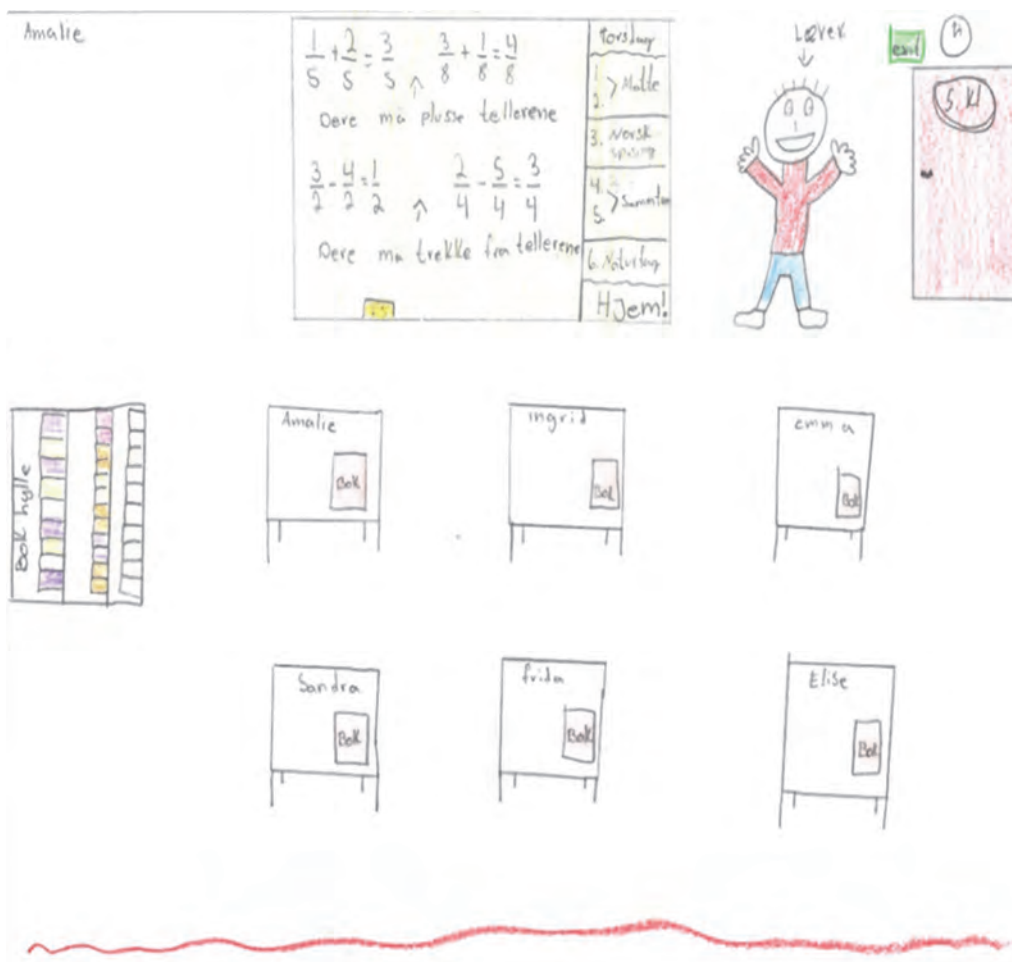 Amalie
1/5 + 2/5 = 3/5 3/8 + 1/8 = 4/8
Dere må plusse tellerene
3/2 - 4/2 = 1/2 2/4 - 5/4 = 3/4
Dere ma trekke fra tellerene
torsdag
1.
2. > Matte
3. Norsk
spising
4.
5. >
6. Naturfag
Hjem!
Lærer
exit
5. kl
Bok hylle
Amalie
Bok
ingrid
Bok
emma
Bok
Sandra
Bok
frida
Bok
Elise
Bok